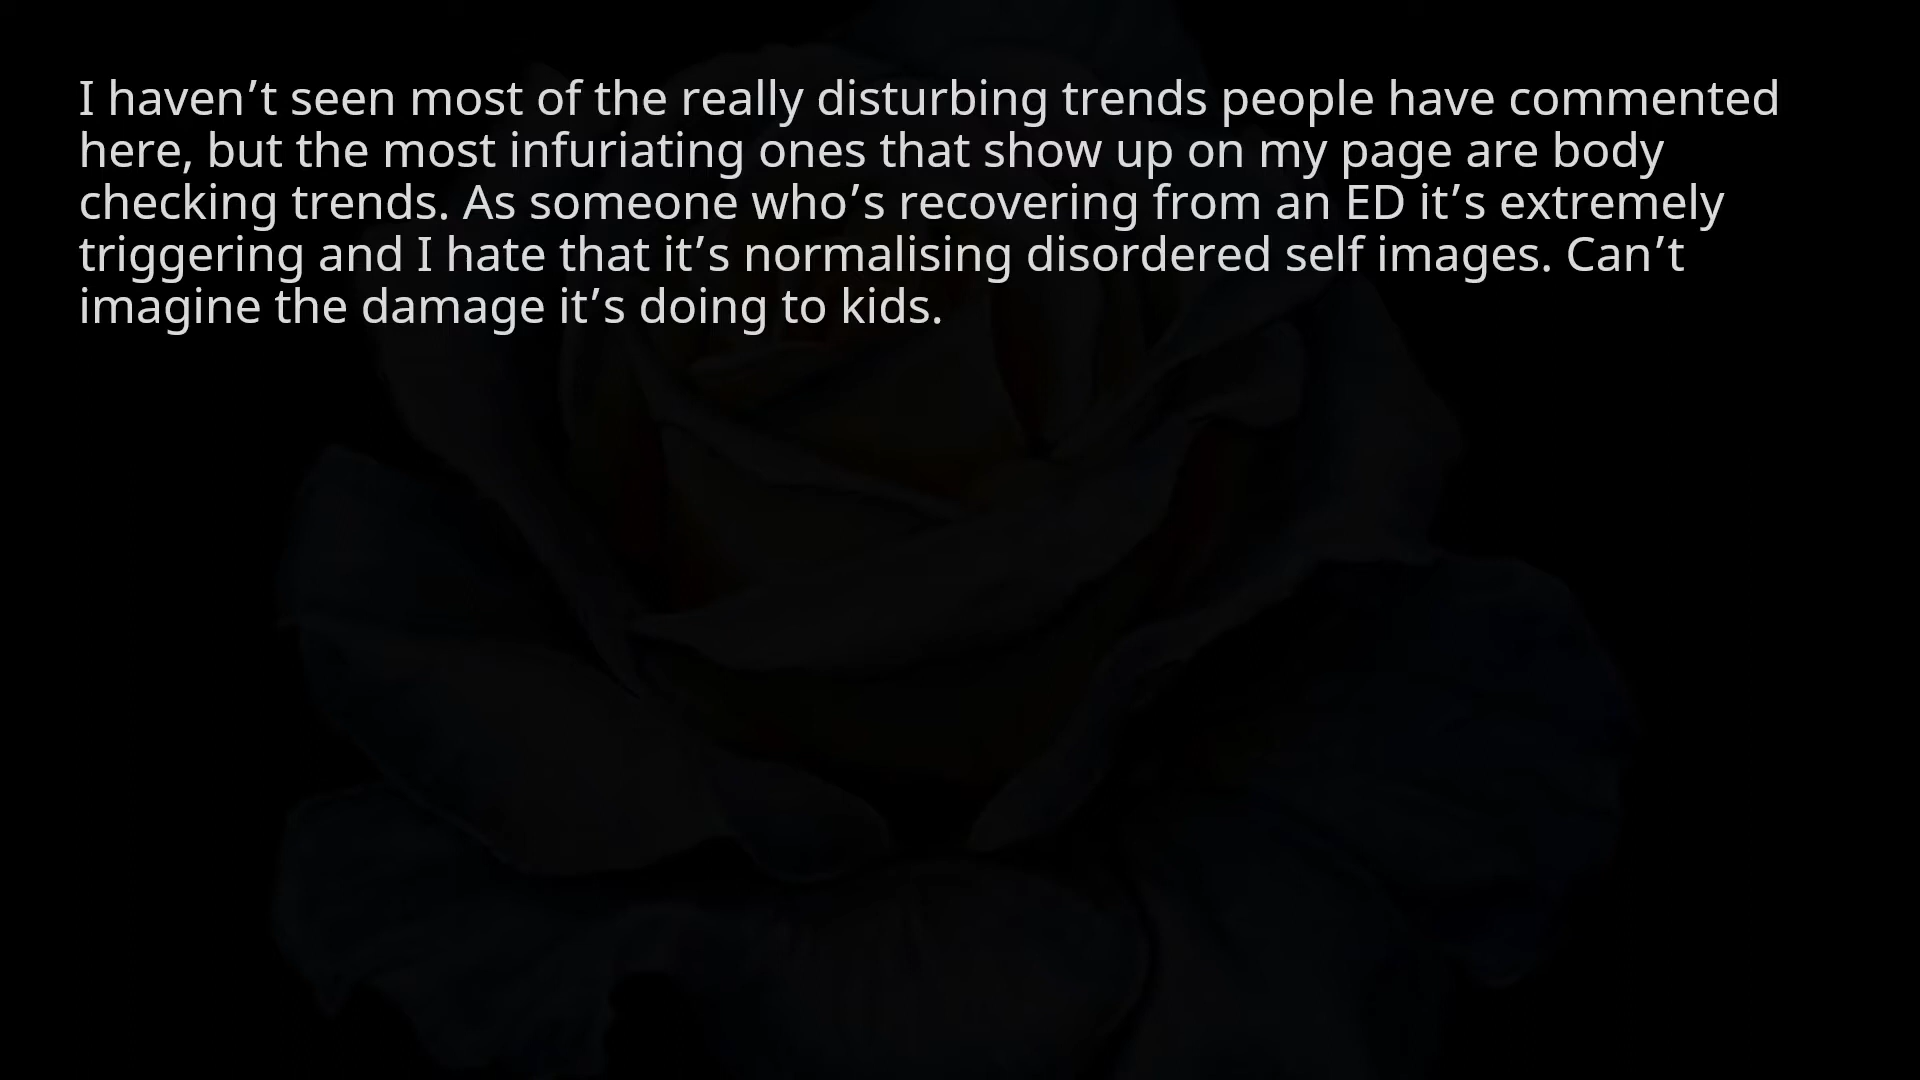 I haven’t seen most of the really disturbing trends people have commented
here, but the most infuriating ones that show up on my page are body
checking trends. As someone who’s recovering from an ED it’s extremely
triggering and I hate that it’s normalising disordered self images. Can’t
imagine the damage it’s doing to kids.